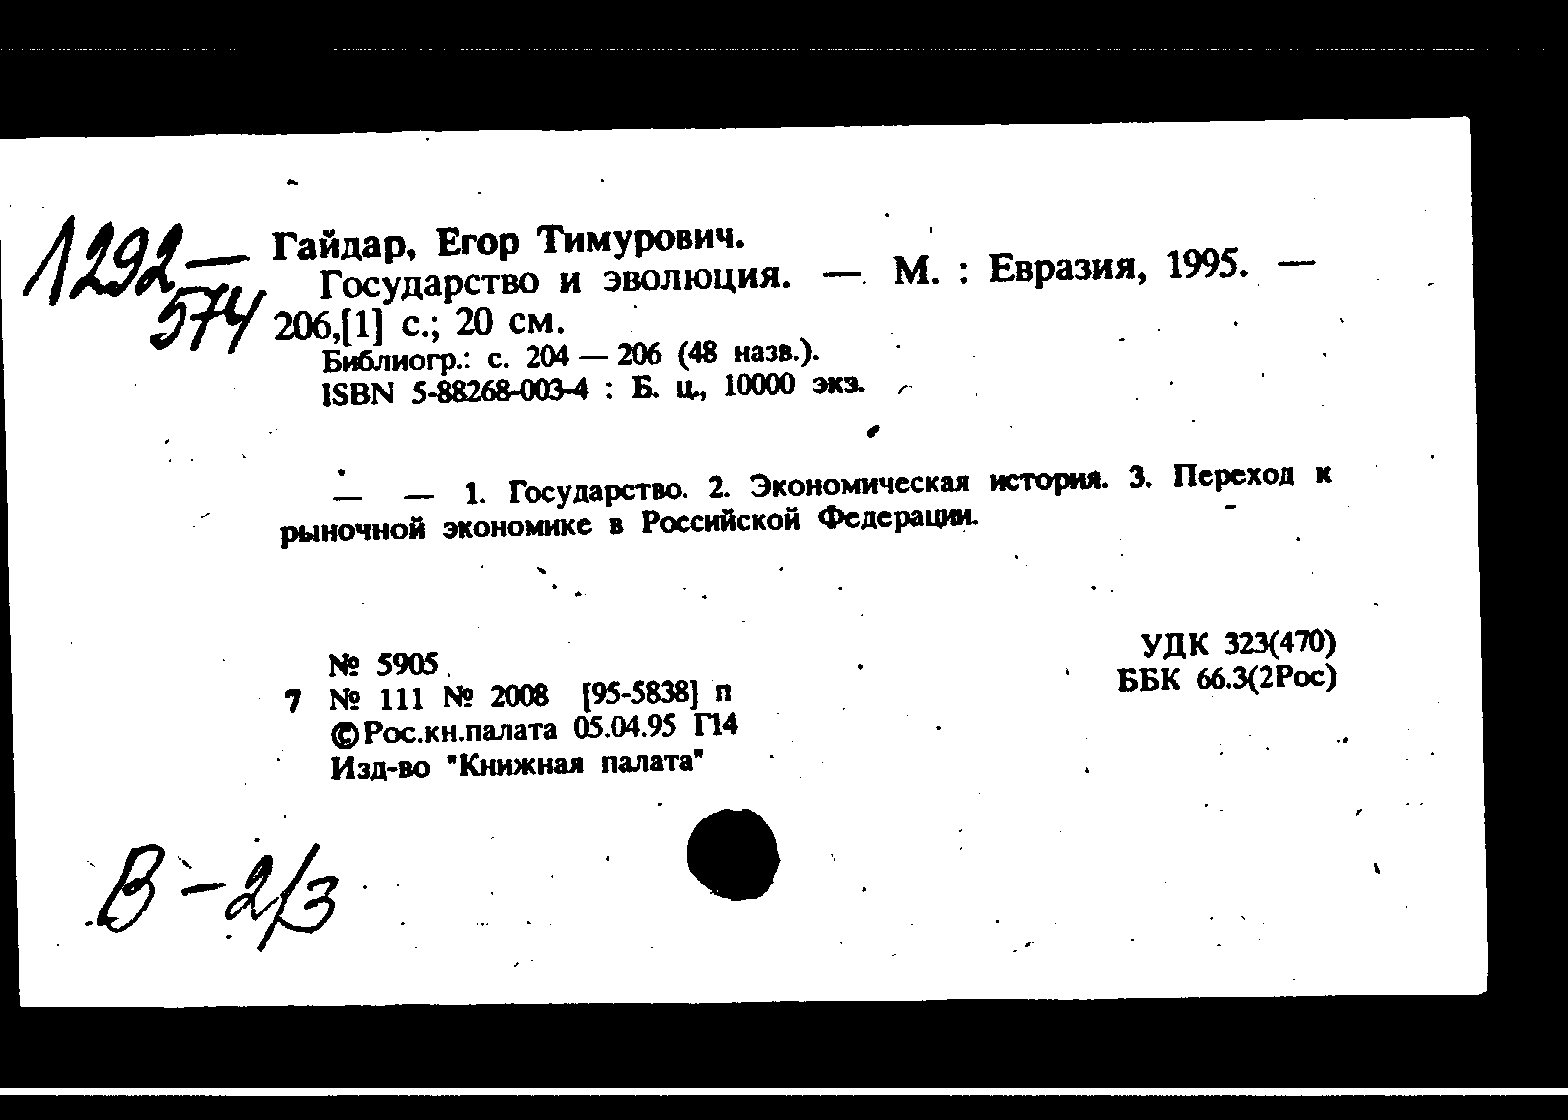 1292-
574
Гайдар, Егор Тимурович.
Государство и эволюция. — М. : Евразия, 1995. —
206,[1] с.; 20 см.
Библиогр.: с. 204 — 206 (48 назв.).
ISBN 5-88268-003-4 : Б. ц., 10000 экз.
— — 1. Государство. 2. Экономическая история. 3. Переход к
рыночной экономике в Российской Федерации.
№ 5905
7 № 111 № 2008 [95-5838] п
©Рос.кн.палата 05.04.95 Г14
Изд-во "Книжная палата"
УДК 323(470)
ББК 66.3(2Рос)
В-2/3